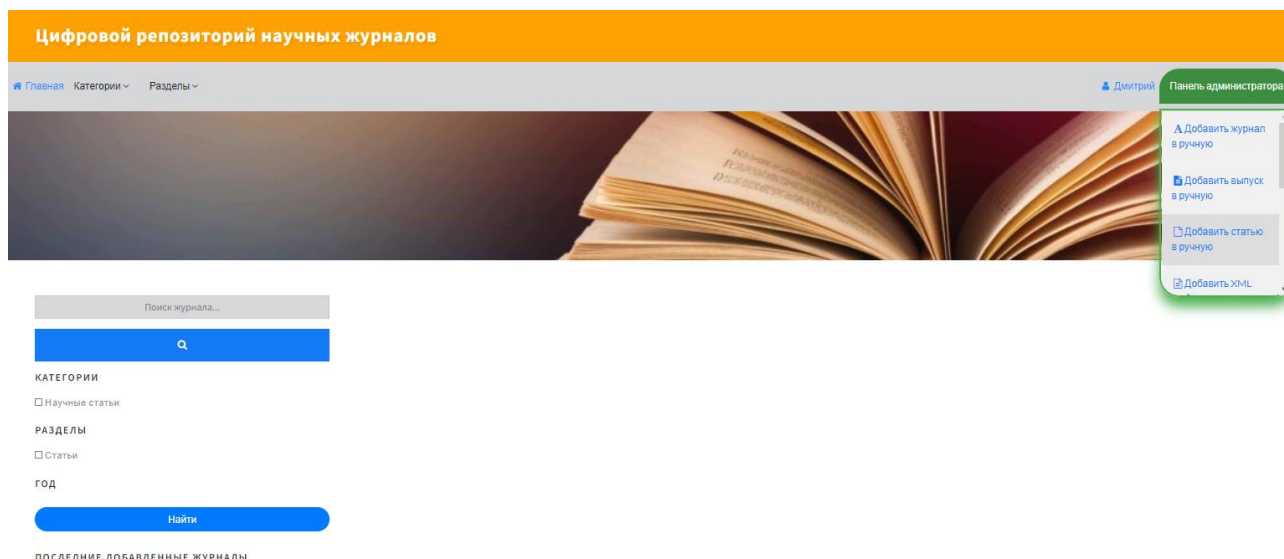 Цифровой репозиторий научных журналов
Главная Категории Разделы Дмитрий Панель администратора
Добавить журнал
в ручную
Добавить выпуск
в ручную
Добавить статью
в ручную
Добавить XML
Поиск журнала...
КАТЕГОРИИ
Научные статьи
РАЗДЕЛЫ
Статьи
ГОД
Найти
ПОСЛЕДНИЕ ДОБАВЛЕННЫЕ ЖУРНАЛЫ